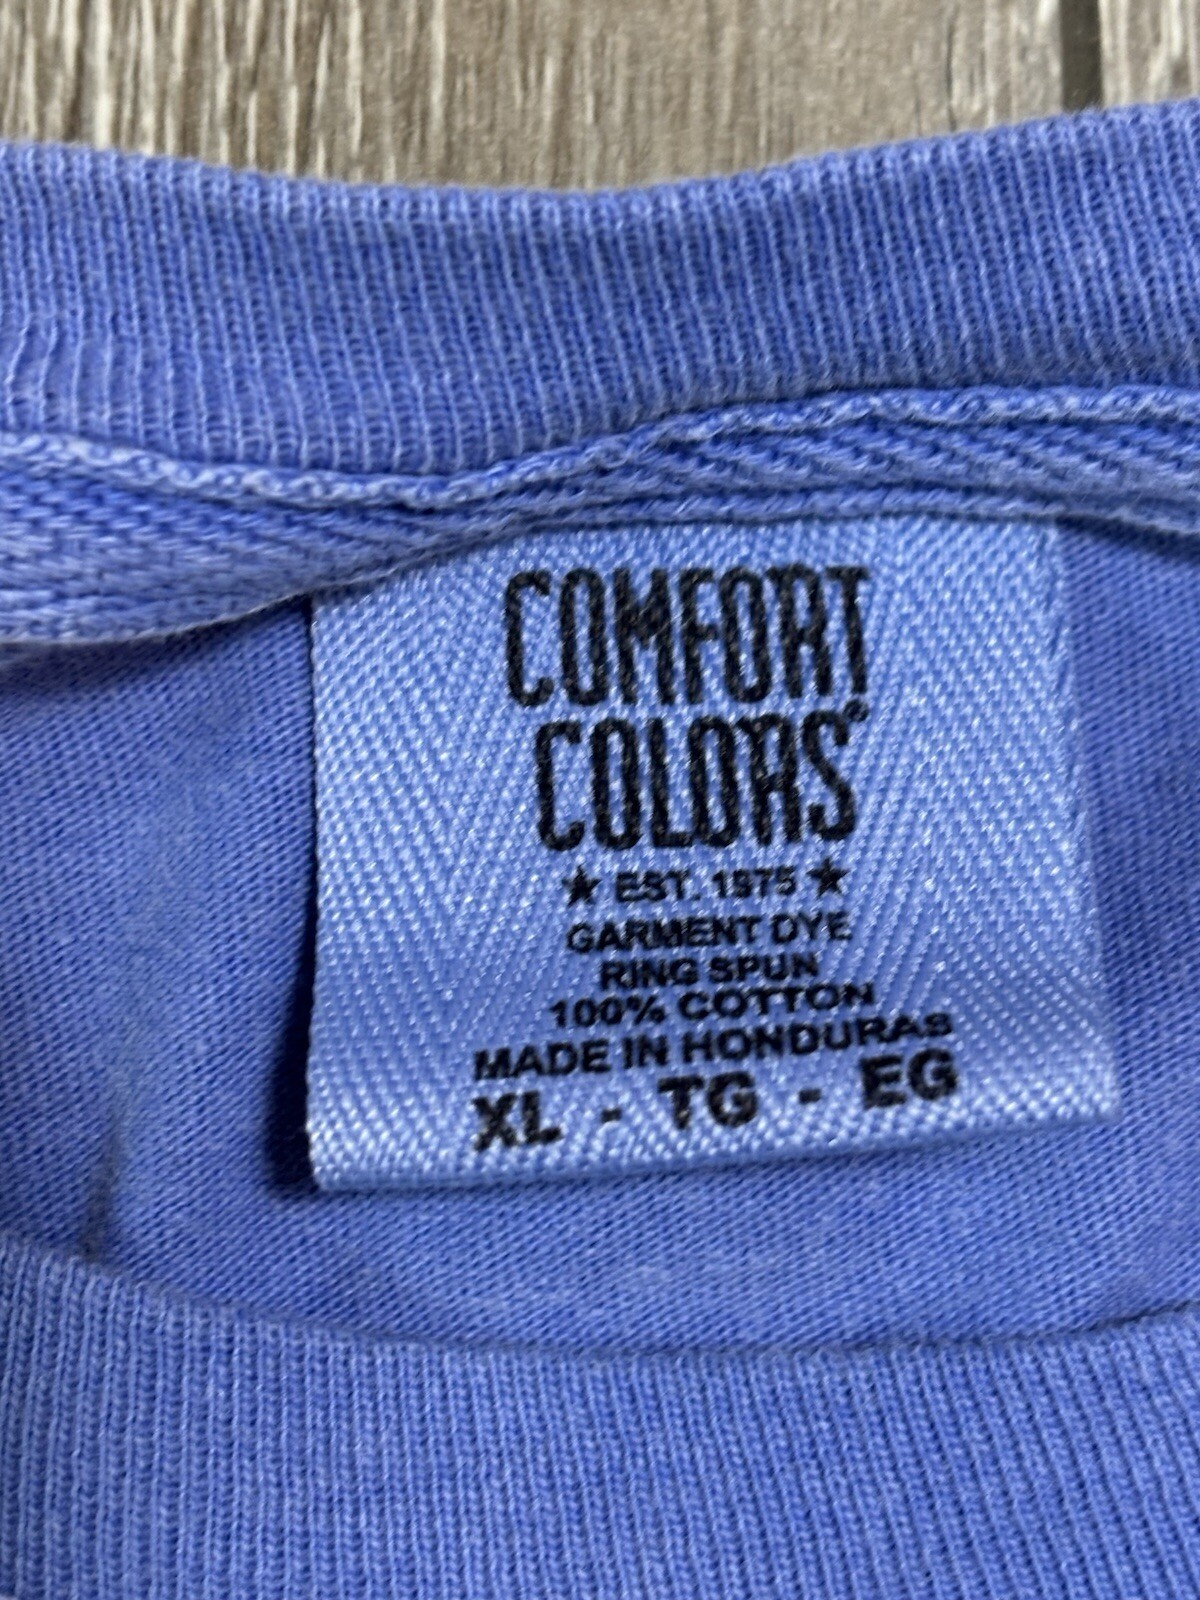 COMFORT
COLORS®
★ EST. 1975 ★
GARMENT DYE
RING SPUN
100% COTTON
MADE IN HONDURAS
XL - TG - EG